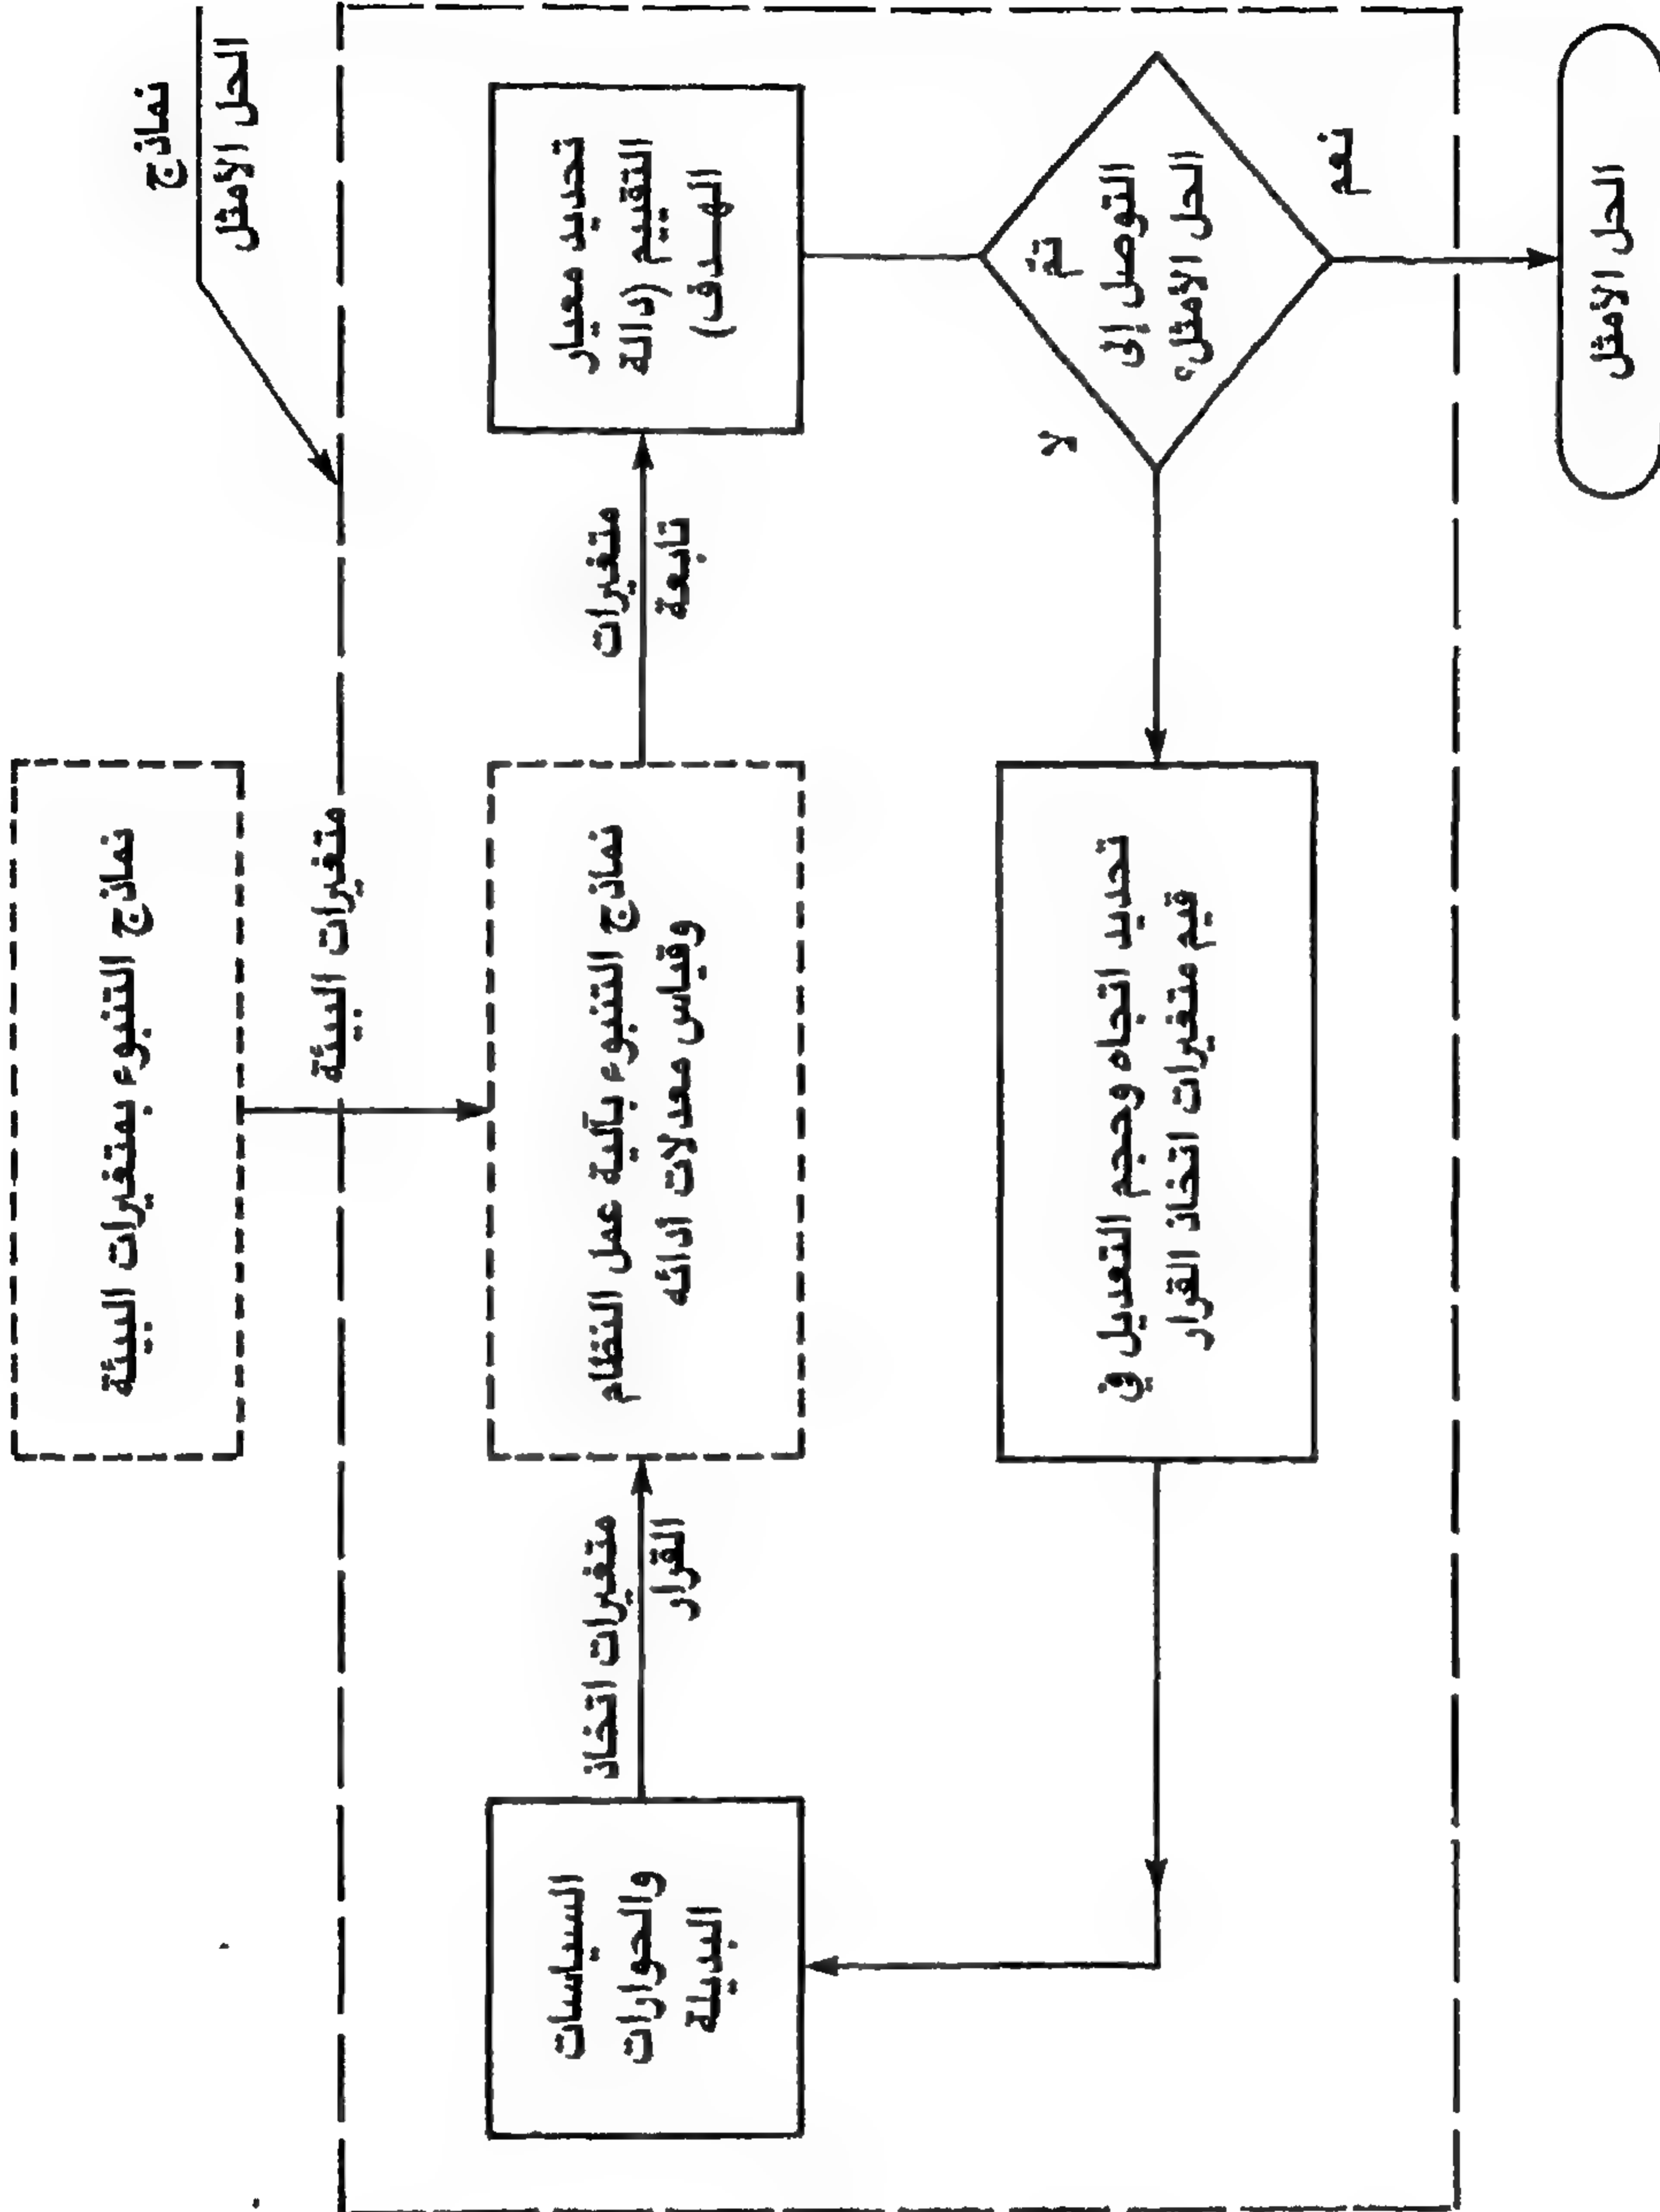 نماذج
الحل الأمثل
نماذج التنبوء بمتغيرات البيئة
متغيرات البيئة
تحديد معيار
التقييم (دالة
الهدف)
متغيرات
تابعة
نماذج التنبوء بآلية عمل النظام
وقياس معدلات ادائه
متغيرات اتخاذ
القرار
السياسات
والحوارات
البديلة
تم
التوصل إلى
الحل الأمثل؟
لا
نعم
تحديد اتجاه وحجم التعديل في
قيم متغيرات اتخاذ القرار
الحل الأمثل